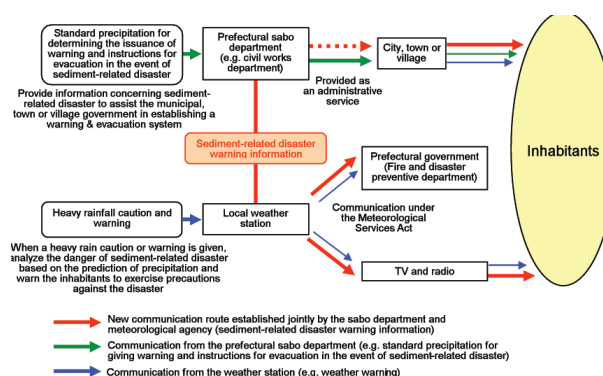 Standard precipitation for
determining the issuance of
warning and instructions for
evacuation in the event of
sediment-related disaster
Prefectural sabo
department
(e.g. civil works
department)
City, town or
village
Provided as
an administrative
service
Provide information concerning sediment-
related disaster to assist the municipal,
town or village government in establishing a
warning & evacuation system
Sediment-related disaster
warning information
Inhabitants
Prefectural government
(Fire and disaster
preventive department)
Heavy rainfall caution and
warning
Local weather
station
Communication under
the Meteorological
Services Act
When a heavy rain caution or warning is given,
analyze the danger of sediment-related disaster
based on the prediction of precipitation and
warn the inhabitants to exercise precautions
against the disaster
TV and radio
New communication route established jointly by the sabo department and
meteorological agency (sediment-related disaster warning information)
Communication from the prefectural sabo department (e.g. standard precipitation for
giving warning and instructions for evacuation in the event of sediment-related disaster)
Communication from the weather station (e.g. weather warning)